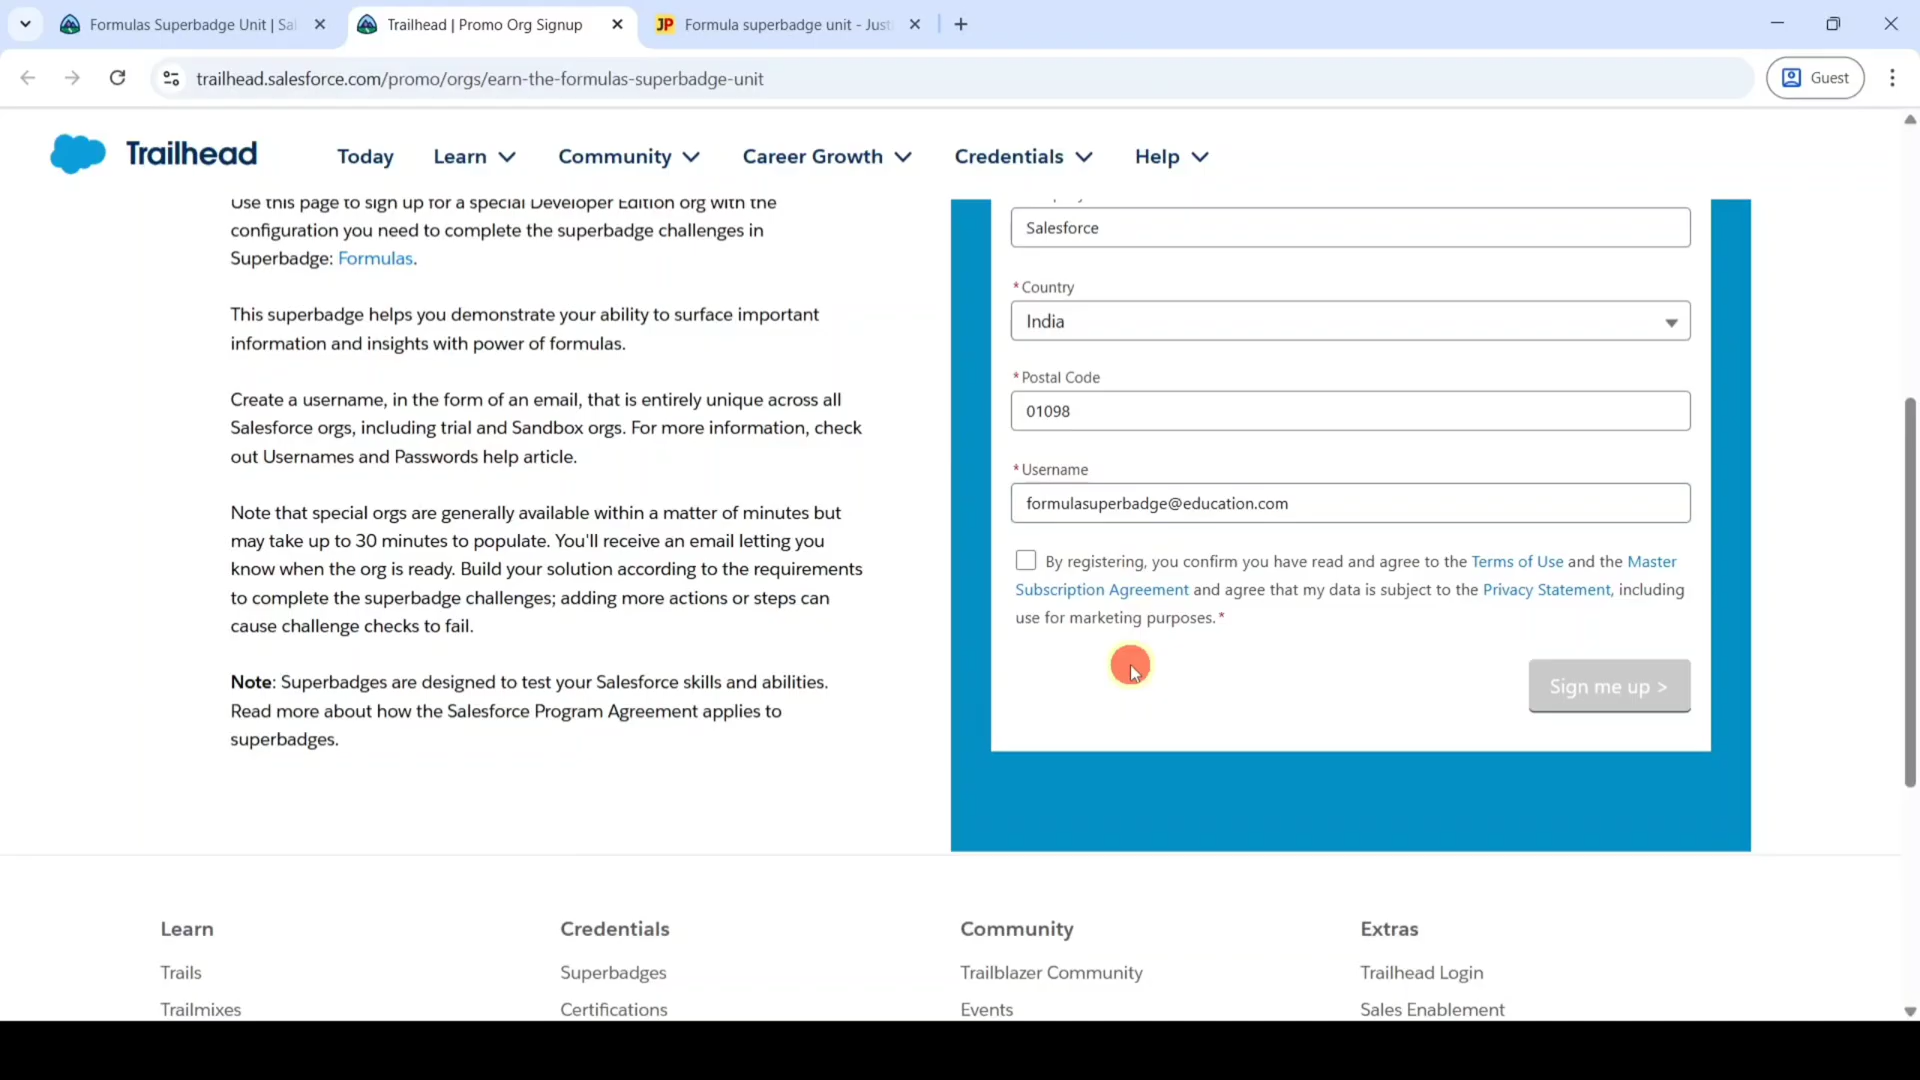 Formulas Superbadge Unit | Sal
Trailhead | Promo Org Signup
JP Formula superbadge unit - Just
trailhead.salesforce.com/promo/orgs/earn-the-formulas-superbadge-unit
Guest
Trailhead
Today
Learn
Community
Career Growth
Credentials
Help
Use this page to sign up for a special Developer Edition org with the
configuration you need to complete the superbadge challenges in
Superbadge: Formulas.
This superbadge helps you demonstrate your ability to surface important
information and insights with power of formulas.
Create a username, in the form of an email, that is entirely unique across all
Salesforce orgs, including trial and Sandbox orgs. For more information, check
out Usernames and Passwords help article.
Note that special orgs are generally available within a matter of minutes but
may take up to 30 minutes to populate. You'll receive an email letting you
know when the org is ready. Build your solution according to the requirements
to complete the superbadge challenges; adding more actions or steps can
cause challenge checks to fail.
Note: Superbadges are designed to test your Salesforce skills and abilities.
Read more about how the Salesforce Program Agreement applies to
superbadges.
Salesforce
* Country
India
* Postal Code
01098
* Username
formulasuperbadge@education.com
By registering, you confirm you have read and agree to the Terms of Use and the Master
Subscription Agreement and agree that my data is subject to the Privacy Statement, including
use for marketing purposes. *
Sign me up >
Learn
Trails
Trailmixes
Credentials
Superbadges
Certifications
Community
Trailblazer Community
Events
Extras
Trailhead Login
Sales Enablement